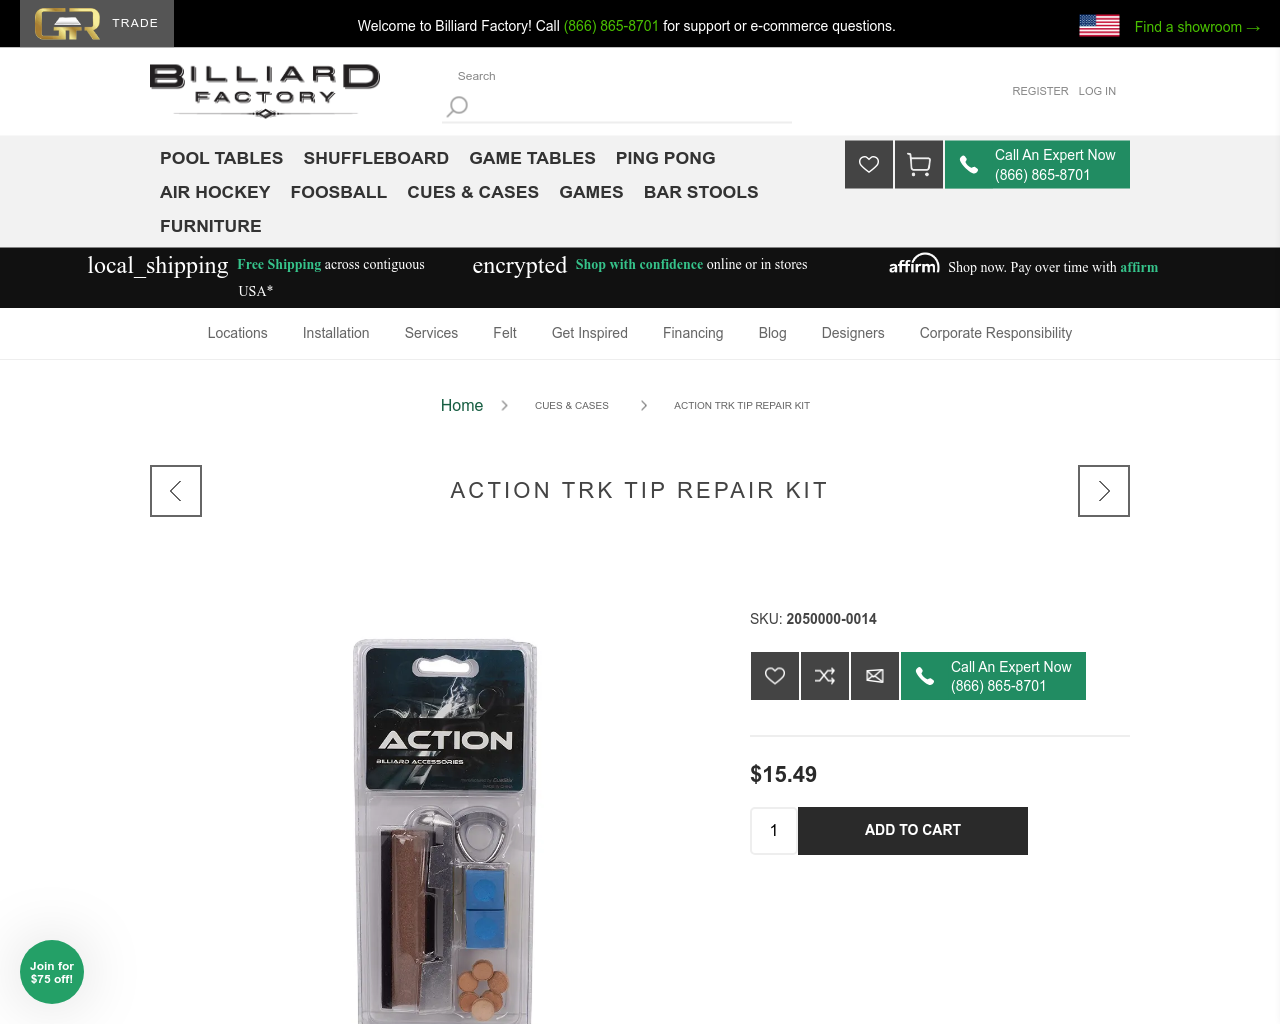 GR TRADE
Welcome to Billiard Factory! Call (866) 865-8701 for support or e-commerce questions.
Find a showroom →
BILLIARD
FACTORY
Search
REGISTER LOG IN
POOL TABLES SHUFFLEBOARD GAME TABLES PING PONG
AIR HOCKEY FOOSBALL CUES & CASES GAMES BAR STOOLS
FURNITURE
Call An Expert Now
(866) 865-8701
local_shipping Free Shipping across contiguous
USA*
encrypted Shop with confidence online or in stores
affirm Shop now. Pay over time with affirm
Locations Installation Services Felt Get Inspired Financing Blog Designers Corporate Responsibility
Home CUES & CASES ACTION TRK TIP REPAIR KIT
ACTION TRK TIP REPAIR KIT
SKU: 2050000-0014
Call An Expert Now
(866) 865-8701
$15.49
1 ADD TO CART
ACTION
BILLIARD ACCESSORIES
Join for
$75 off!